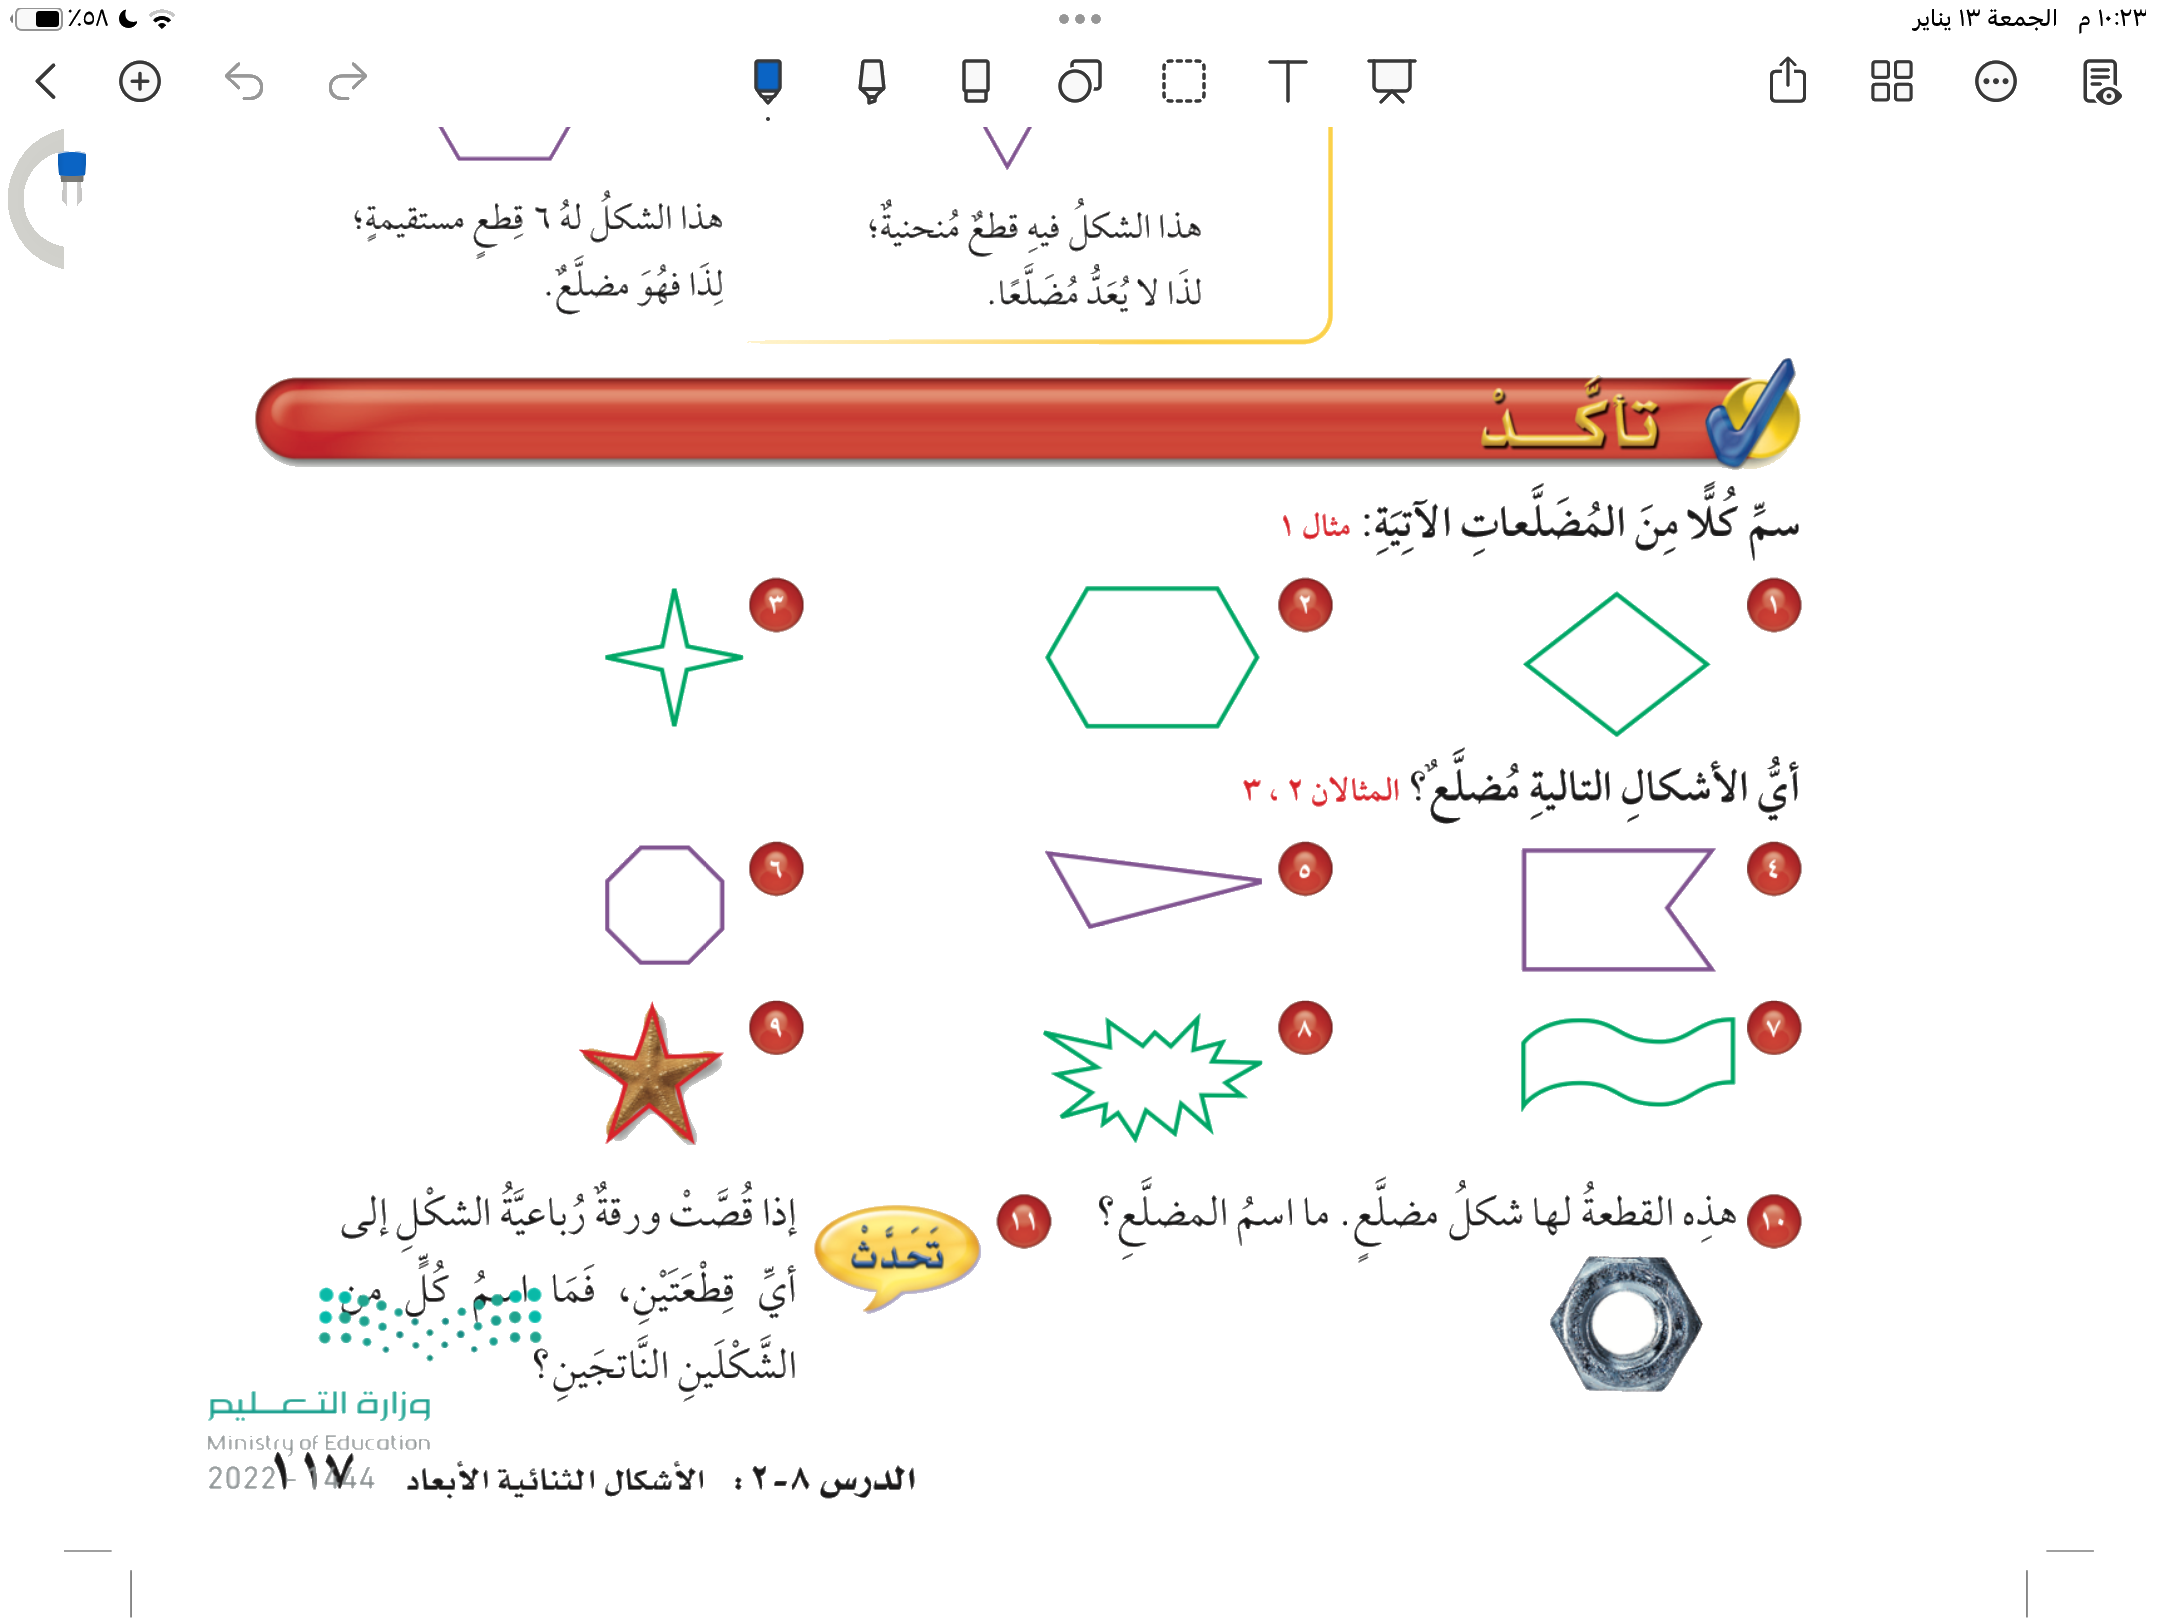 ١٠:٢٣ م الجمعة ١٣ يناير
٪٥٨
هذا الشكلُ فيهِ قطعٌ مُنحنيةٌ؛
لذَا لا يُعَدُّ مُضَلَّعًا.
هذا الشكلُ لهُ ٦ قِطعٍ مستقيمةٍ؛
لِذَا فهُوَ مضلَّعٌ.
تأكَّدْ
سمِّ كُلًّا مِنَ المُضَلَّعاتِ الآتِيَةِ: مثال ١
١
٢
٣
أيُّ الأشكالِ التاليةِ مُضلَّعٌ؟ المثالان ٢ ، ٣
٤
٥
٦
٧
٨
٩
١٠ هذِه القطعةُ لها شكلُ مضلَّعٍ. ما اسمُ المضلَّعِ؟
١١ تَحَدَّثْ إذا قُصَّتْ ورقةٌ رُباعيَّةُ الشكْلِ إلى
أيِّ قِطْعَتَيْنِ، فَمَا اسمُ كُلٍّ من
الشَّكْلَينِ النَّاتجَينِ؟
وزارة التعليم
Ministry of Education
2022 - 1444
الدرس ٨-٢ : الأشكال الثنائية الأبعاد ١١٧